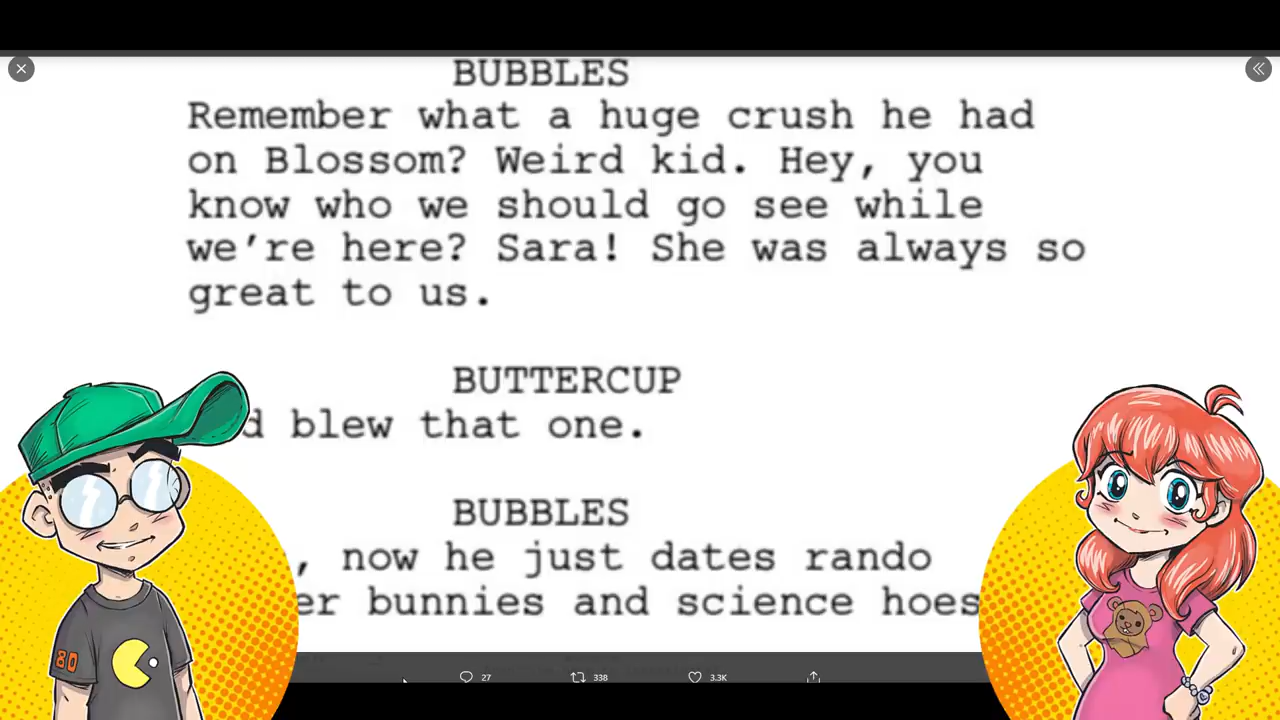 BUBBLES
Remember what a huge crush he had
on Blossom? Weird kid. Hey, you
know who we should go see while
we're here? Sara! She was always so
great to us.
BUTTERCUP
blew that one.
BUBBLES
, now he just dates rando
bunnies and science hoes
80
27
338
3.3K